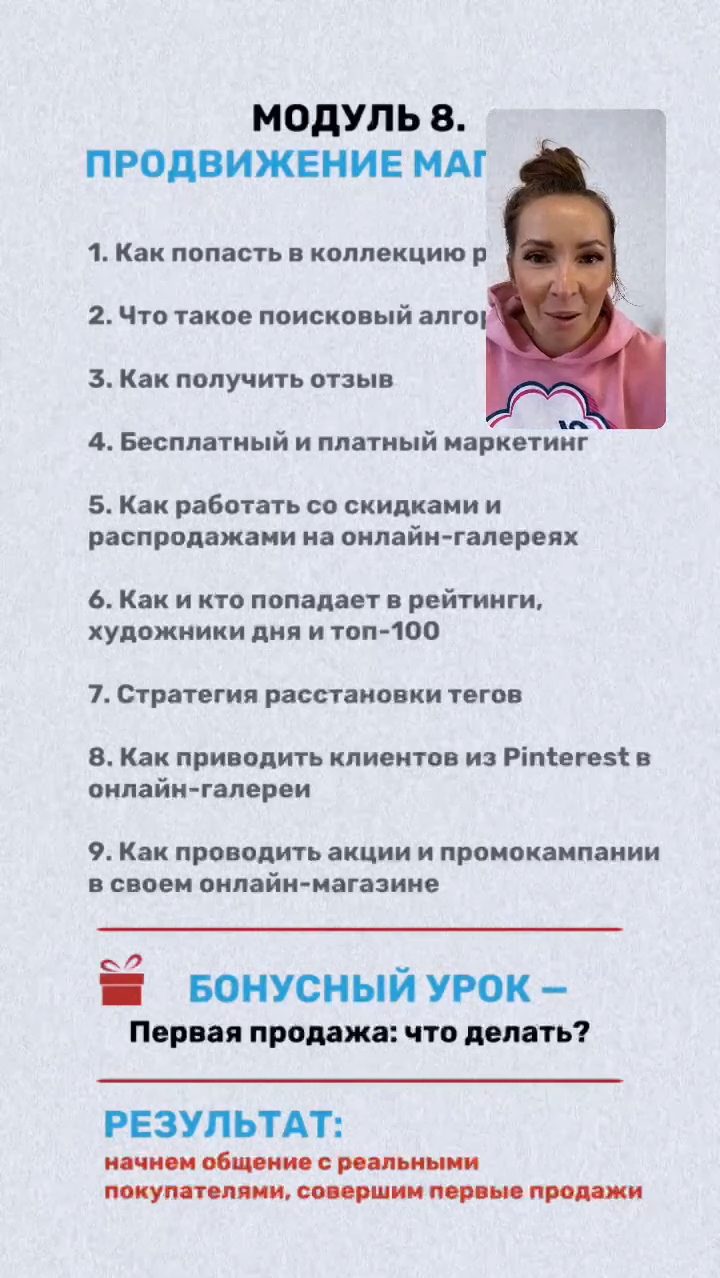 МОДУЛЬ 8.
ПРОДВИЖЕНИЕ
1. Как попасть в коллекцию
2. Что такое поисковый
3. Как получить отзыв
4. Бесплатный и платный маркетинг
5. Как работать со скидками и
распродажами на онлайн-галереях
6. Как и кто попадает в рейтинги,
художники дня и топ-100
7. Стратегия расстановки тегов
8. Как приводить клиентов из Pinterest в
онлайн-галереи
9. Как проводить акции и промокампании
в своем онлайн-магазине
БОНУСНЫЙ УРОК —
Первая продажа: что делать?
РЕЗУЛЬТАТ:
начнем общение с реальными
покупателями, совершим первые продажи